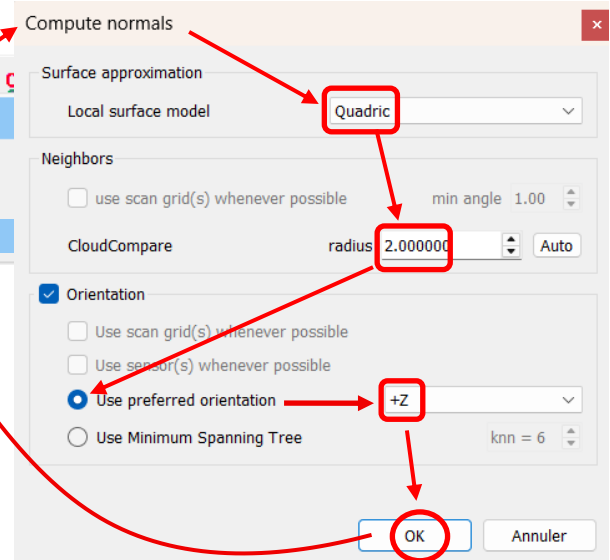 Compute normals
Surface approximation
Local surface model Quadric
Neighbors
use scan grid(s) whenever possible min angle 1.00
CloudCompare radius 2.000000 Auto
Orientation
Use scan grid(s) whenever possible
Use sensor(s) whenever possible
Use preferred orientation +Z
Use Minimum Spanning Tree knn = 6
OK Annuler